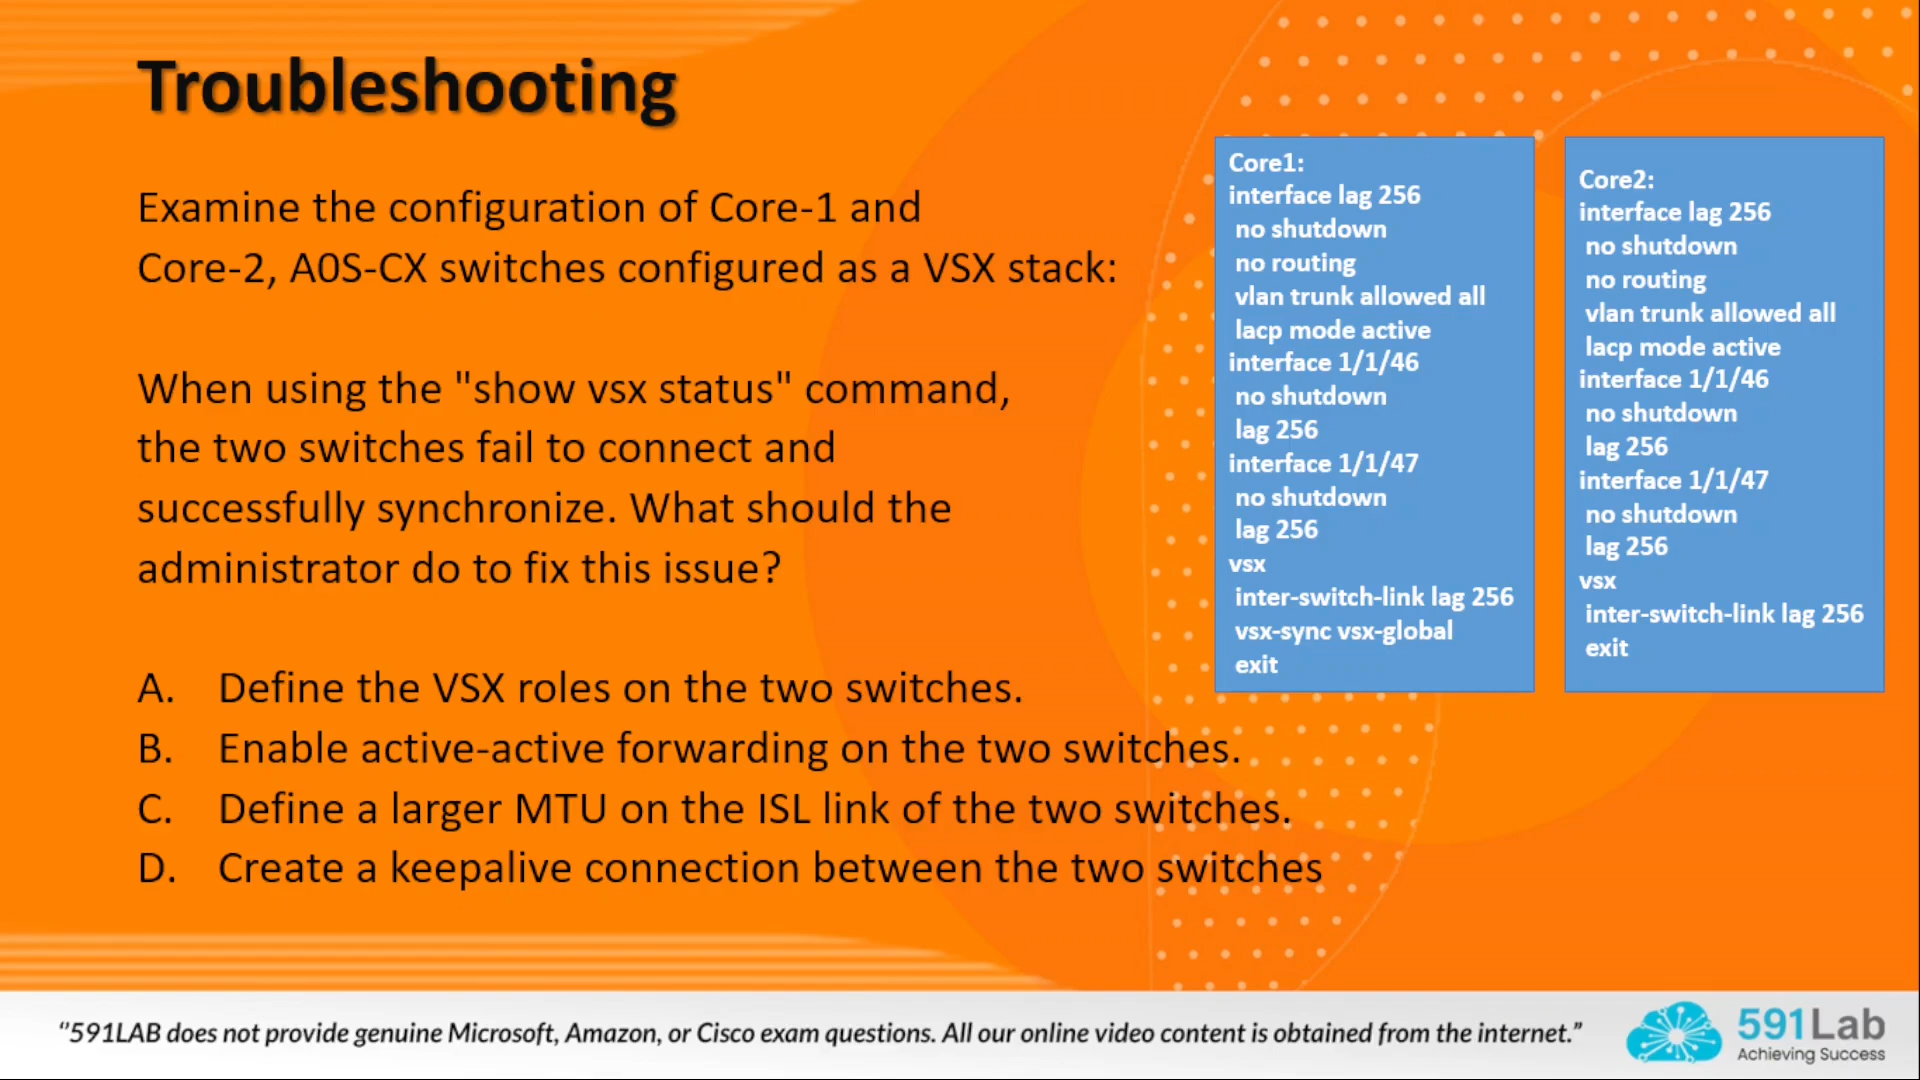 Troubleshooting
Examine the configuration of Core-1 and
Core-2, A0S-CX switches configured as a VSX stack:
When using the "show vsx status" command,
the two switches fail to connect and
successfully synchronize. What should the
administrator do to fix this issue?
A. Define the VSX roles on the two switches.
B. Enable active-active forwarding on the two switches.
C. Define a larger MTU on the ISL link of the two switches.
D. Create a keepalive connection between the two switches
Core1:
interface lag 256
no shutdown
no routing
vlan trunk allowed all
lacp mode active
interface 1/1/46
no shutdown
lag 256
interface 1/1/47
no shutdown
lag 256
vsx
inter-switch-link lag 256
vsx-sync vsx-global
exit
Core2:
interface lag 256
no shutdown
no routing
vlan trunk allowed all
lacp mode active
interface 1/1/46
no shutdown
lag 256
interface 1/1/47
no shutdown
lag 256
vsx
inter-switch-link lag 256
exit
"591LAB does not provide genuine Microsoft, Amazon, or Cisco exam questions. All our online video content is obtained from the internet."
591Lab
Achieving Success